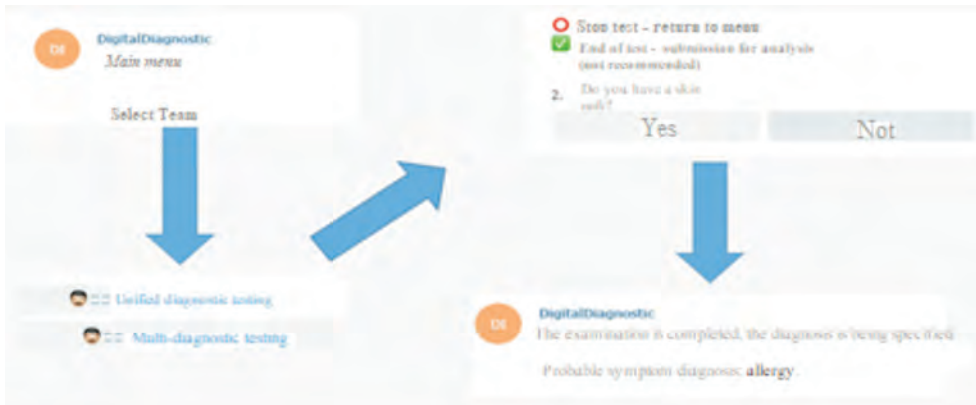 DI
DigitalDiagnostic
Main menu
Select Team
Unified diagnostic testing
Multi-diagnostic testing
Stop test - return to menu
End of test - submission for analysis
(not recommended)
2. Do you have a skin
Yes
Not
DI
DigitalDiagnostic
The examination is completed, the diagnosis is being specified
Probable symptom diagnosis: allergy